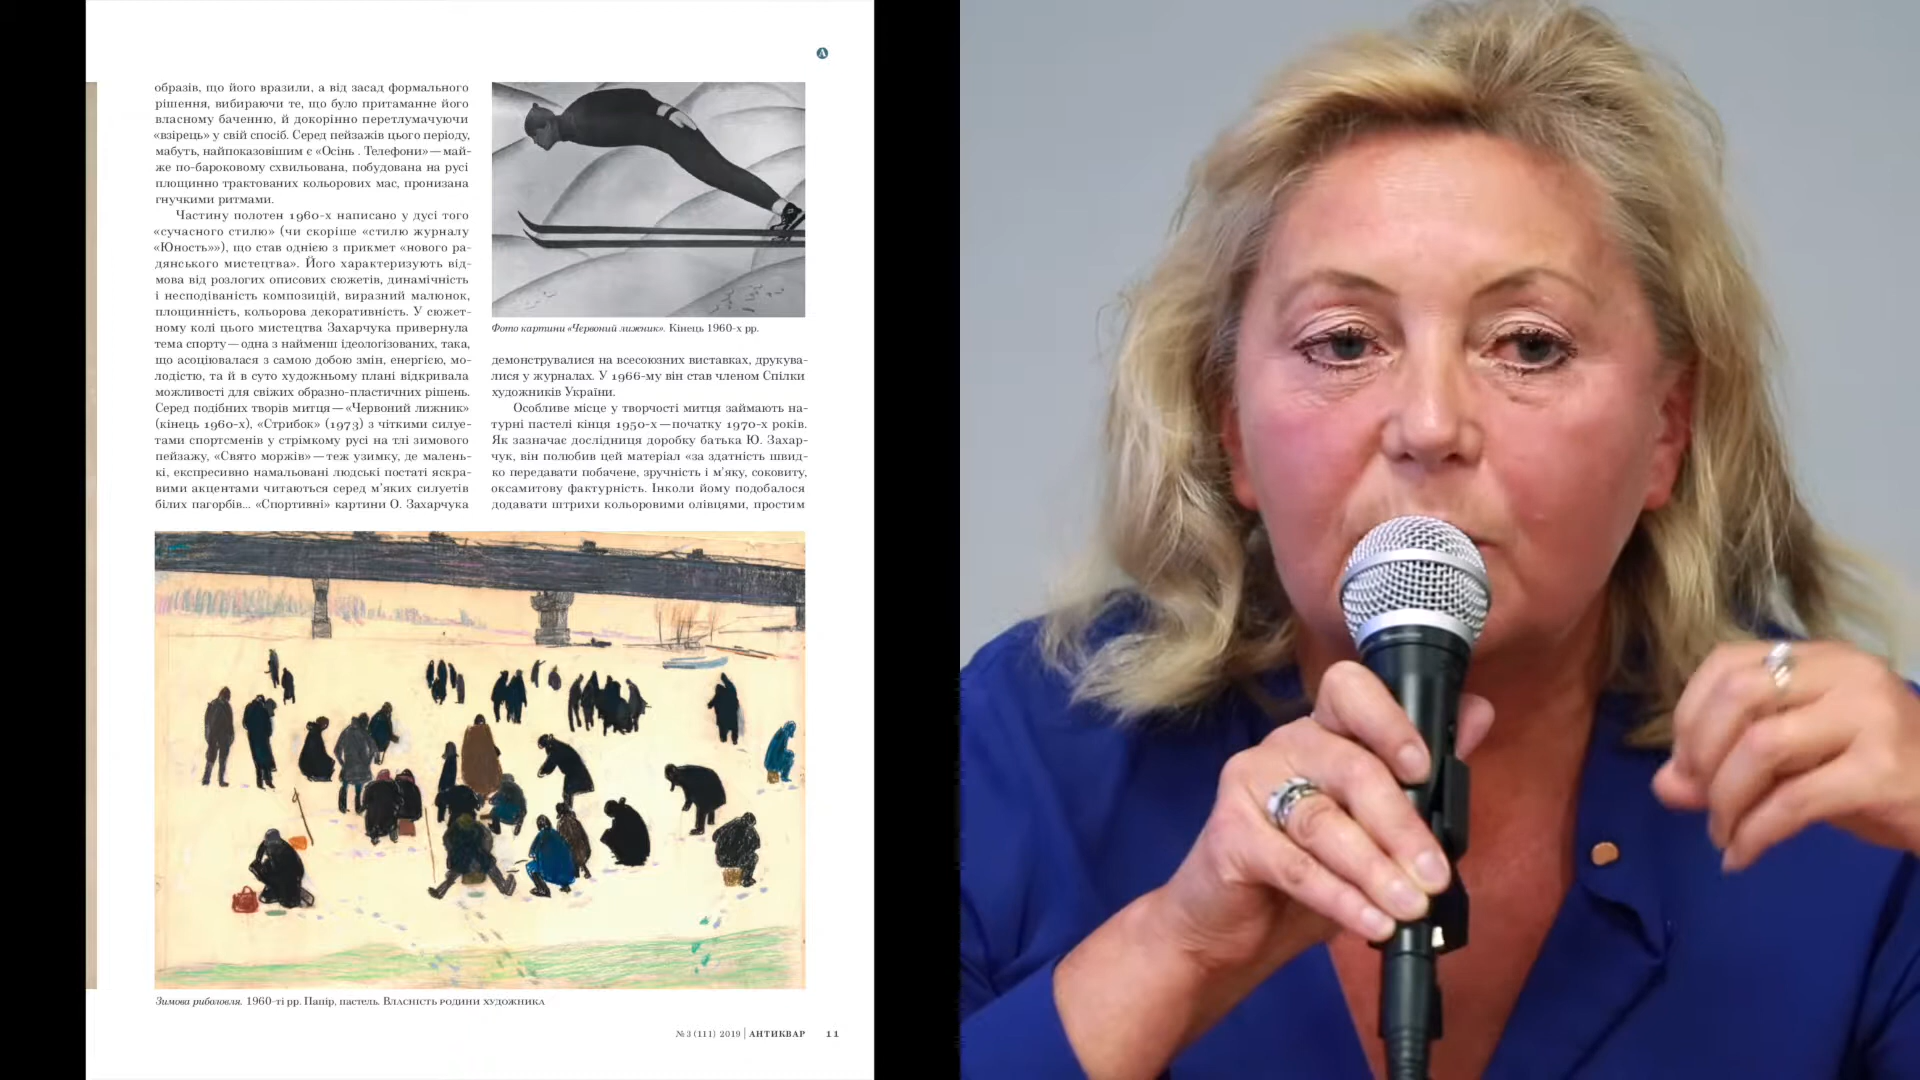 А
образів, що його вразили, а від засад формального
рішення, вибираючи те, що було притаманне його
власному баченню, й докорінно перетлумачуючи
«взірець» у свій спосіб. Серед пейзажів цього періоду,
мабуть, найпоказовішим є «Осінь . Телефони» — май-
же по-бароковому схвильована, побудована на русі
площинно трактованих кольорових мас, пронизана
гнучкими ритмами.
Частину полотен 1960-х написано у дусі того
«сучасного стилю» (чи скоріше «стилю журналу
«Юность»»), що став однією з прикмет «нового ра-
дянського мистецтва». Його характеризують від-
мова від розлогих описових сюжетів, динамічність
і несподіваність композицій, виразний малюнок,
площинність, кольорова декоративність. У сюжет-
ному колі цього мистецтва Захарчука привернула
тема спорту — одна з найменш ідеологізованих, така,
що асоціювалася з самою добою змін, енергією, мо-
лодістю, та й в суто художньому плані відкривала
можливості для свіжих образно-пластичних рішень.
Серед подібних творів митця — «Червоний лижник»
(кінець 1960-х), «Стрибок» (1973) з чіткими силуе-
тами спортсменів у стрімкому русі на тлі зимового
пейзажу, «Свято моржів» — теж узимку, де малень-
кі, експресивно намальовані людські постаті яскра-
вими акцентами читаються серед м'яких силуетів
білих пагорбів... «Спортивні» картини О. Захарчука
Фото картини «Червоний лижник». Кінець 1960-х рр.
демонструвалися на всесоюзних виставках, друкува-
лися у журналах. У 1966-му він став членом Спілки
художників України.
Особливе місце у творчості митця займають на-
турні пастелі кінця 1950-х — початку 1970-х років.
Як зазначає дослідниця доробку батька Ю. Захар-
чук, він полюбив цей матеріал «за здатність швид-
ко передавати побачене, зручність і м'яку, соковиту,
оксамитову фактурність. Інколи йому подобалося
додавати штрихи кольоровими олівцями, простим
Зимова риболовля. 1960-ті рр. Папір, пастель. Власність родини художника
№ 3 (111) 2019 | АНТИКВАР 11